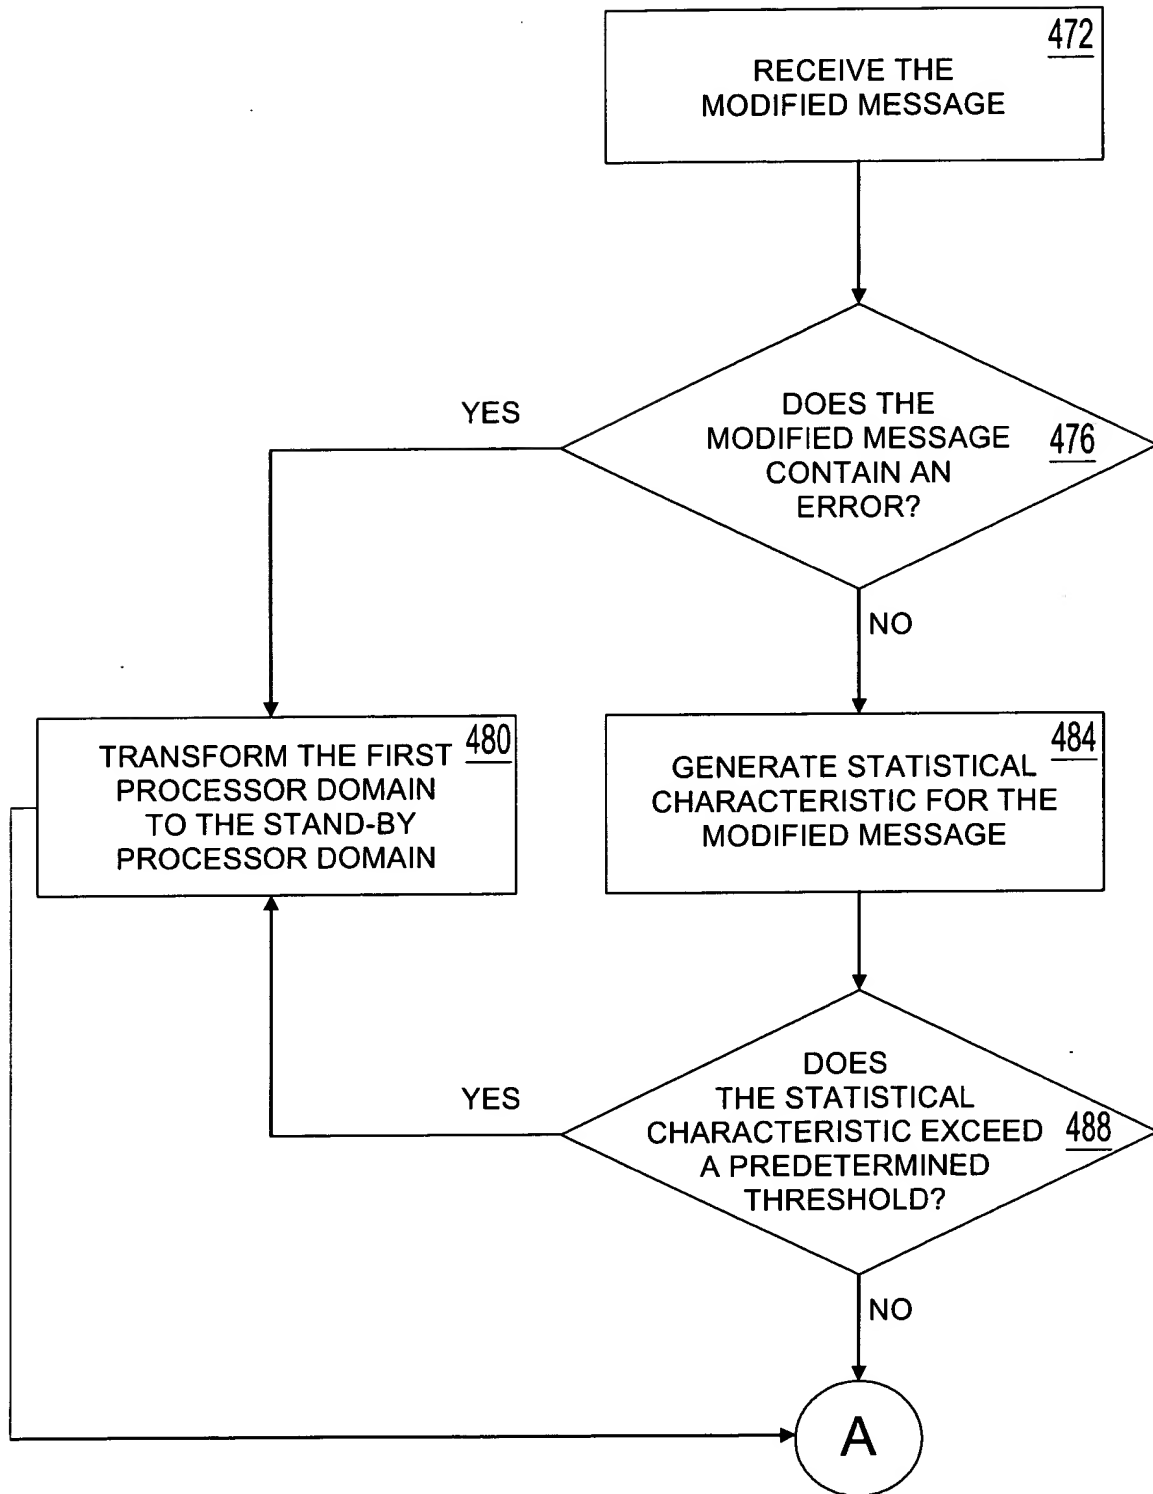 472
RECEIVE THE
MODIFIED MESSAGE
YES
DOES THE
MODIFIED MESSAGE
CONTAIN AN
ERROR?
476
NO
TRANSFORM THE FIRST
PROCESSOR DOMAIN
TO THE STAND-BY
PROCESSOR DOMAIN
480
484
GENERATE STATISTICAL
CHARACTERISTIC FOR THE
MODIFIED MESSAGE
YES
DOES
THE STATISTICAL
CHARACTERISTIC EXCEED
A PREDETERMINED
THRESHOLD?
488
NO
A